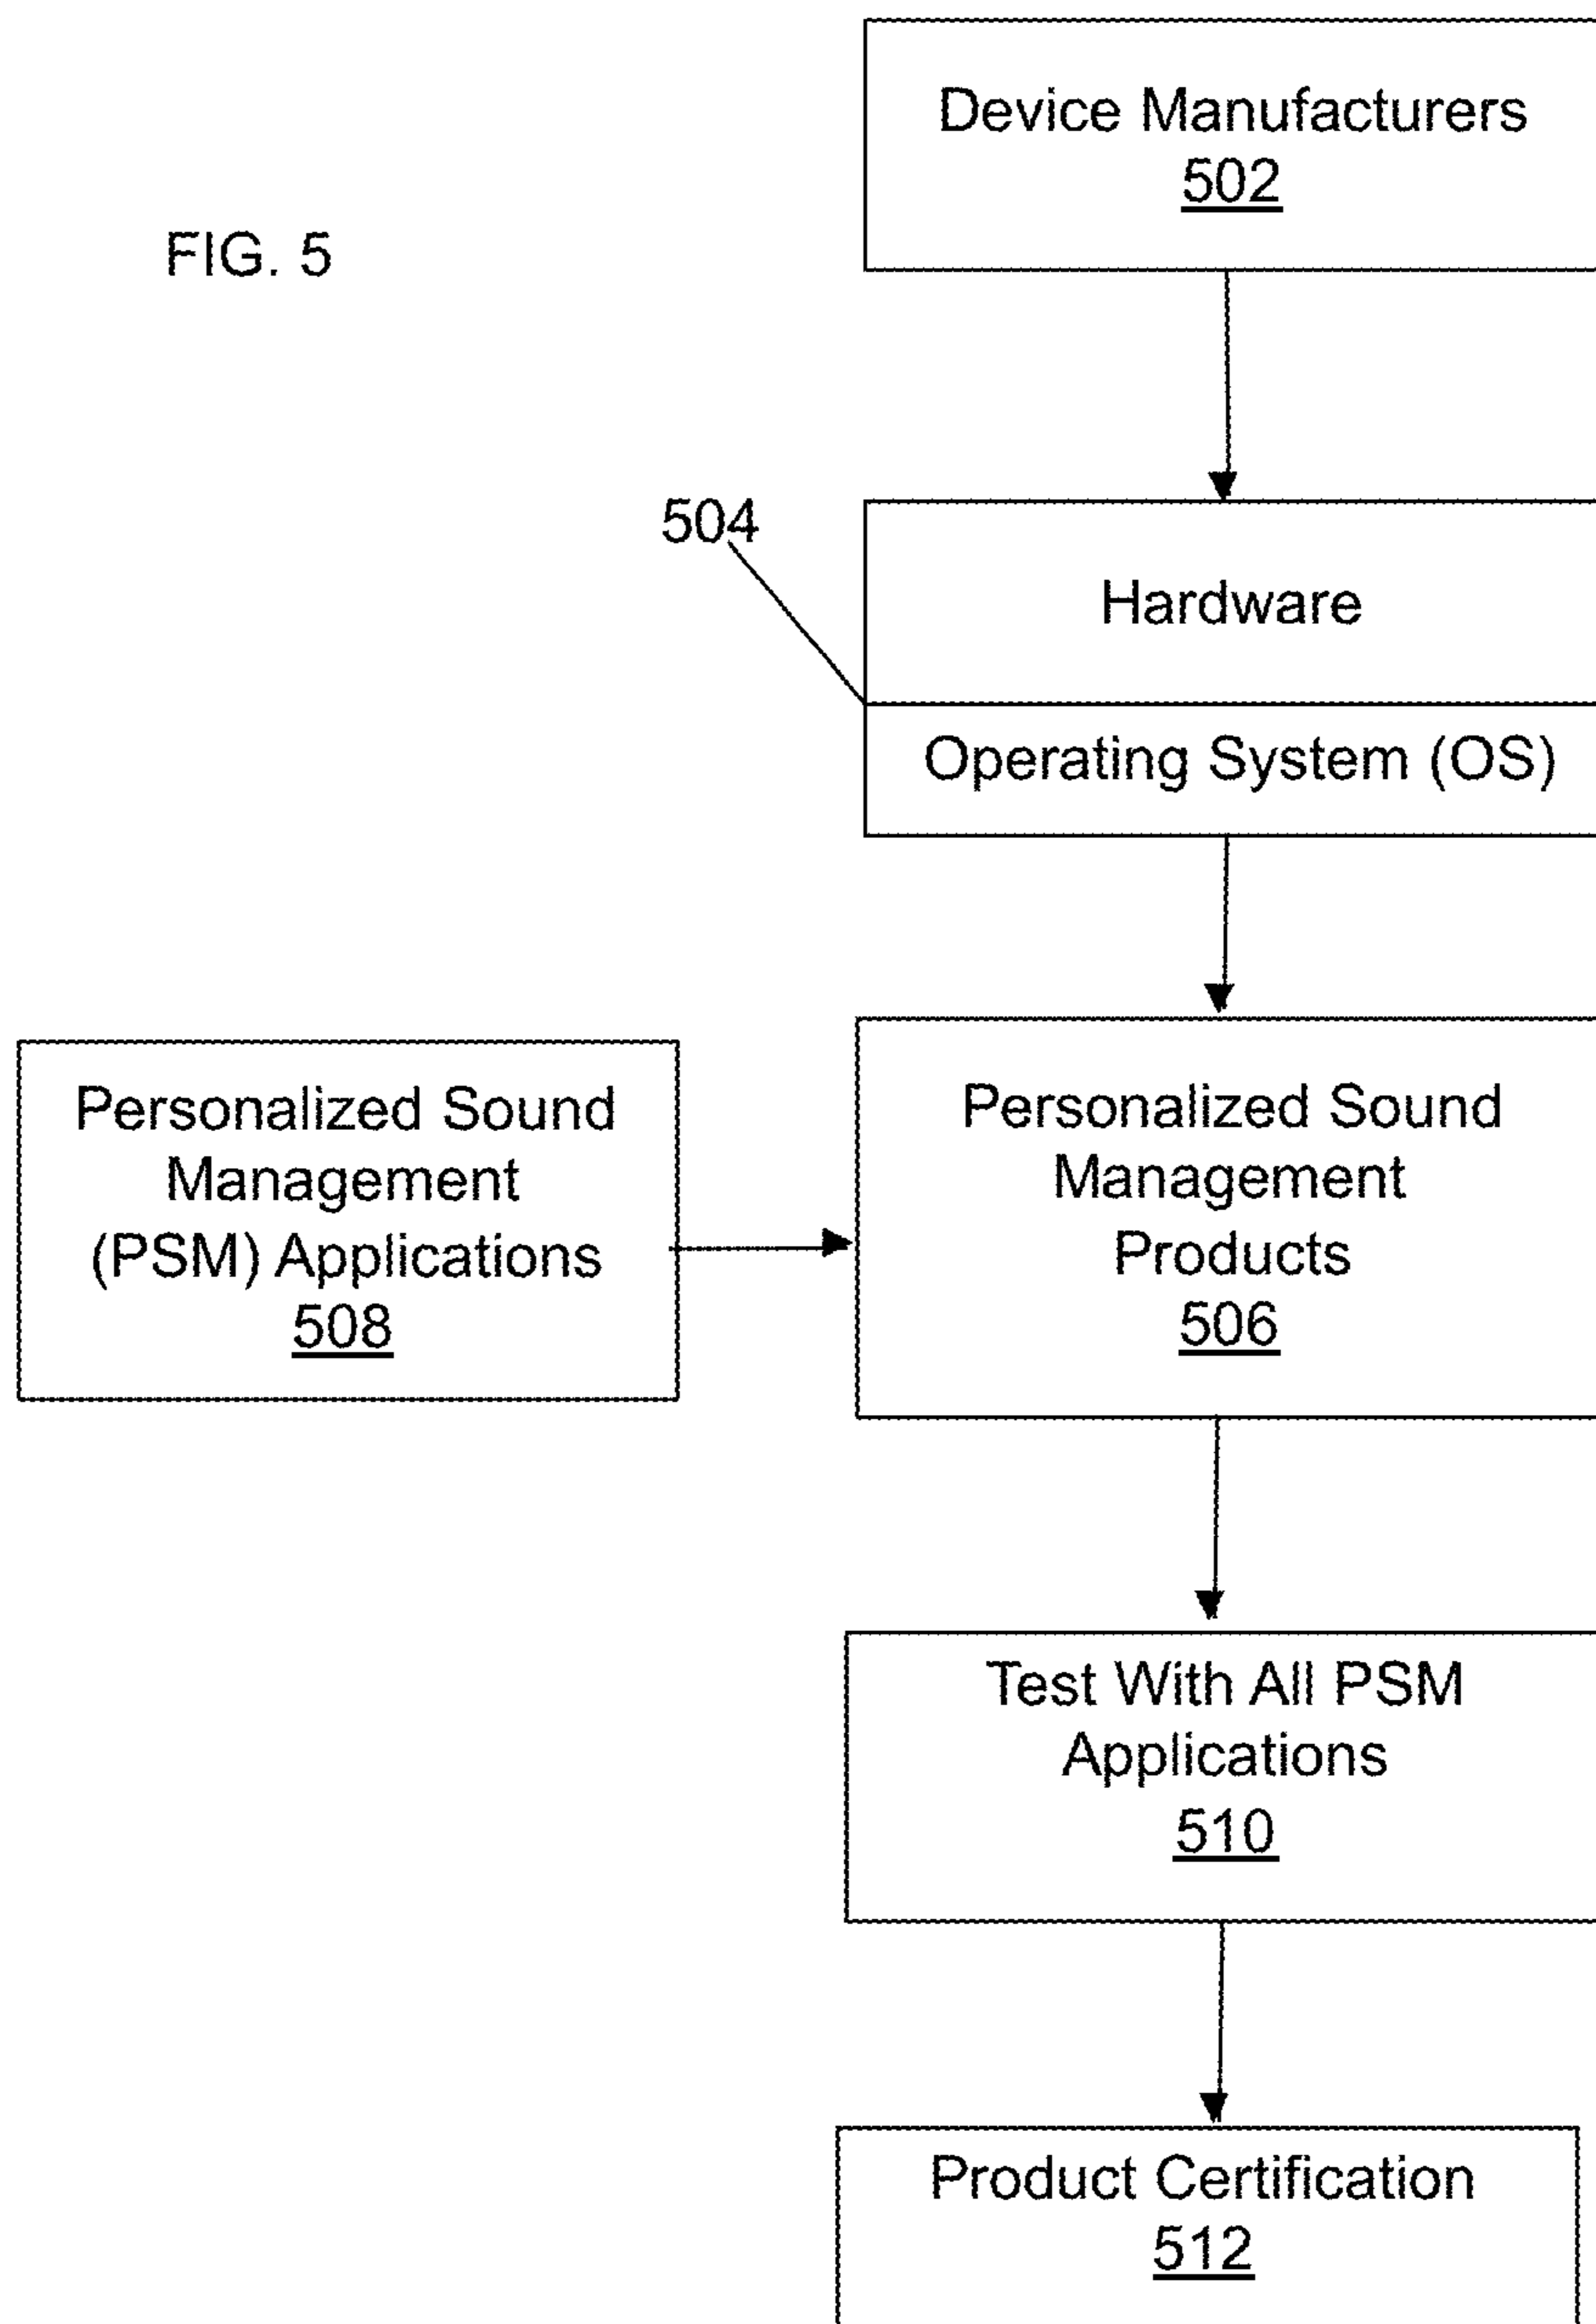 Device Manufacturers
502
FIG. 5
504
Hardware
Operating System (OS)
Personalized Sound
Management
(PSM) Applications
508
Personalized Sound
Management
Products
506
Test With All PSM
Applications
510
Product Certification
512